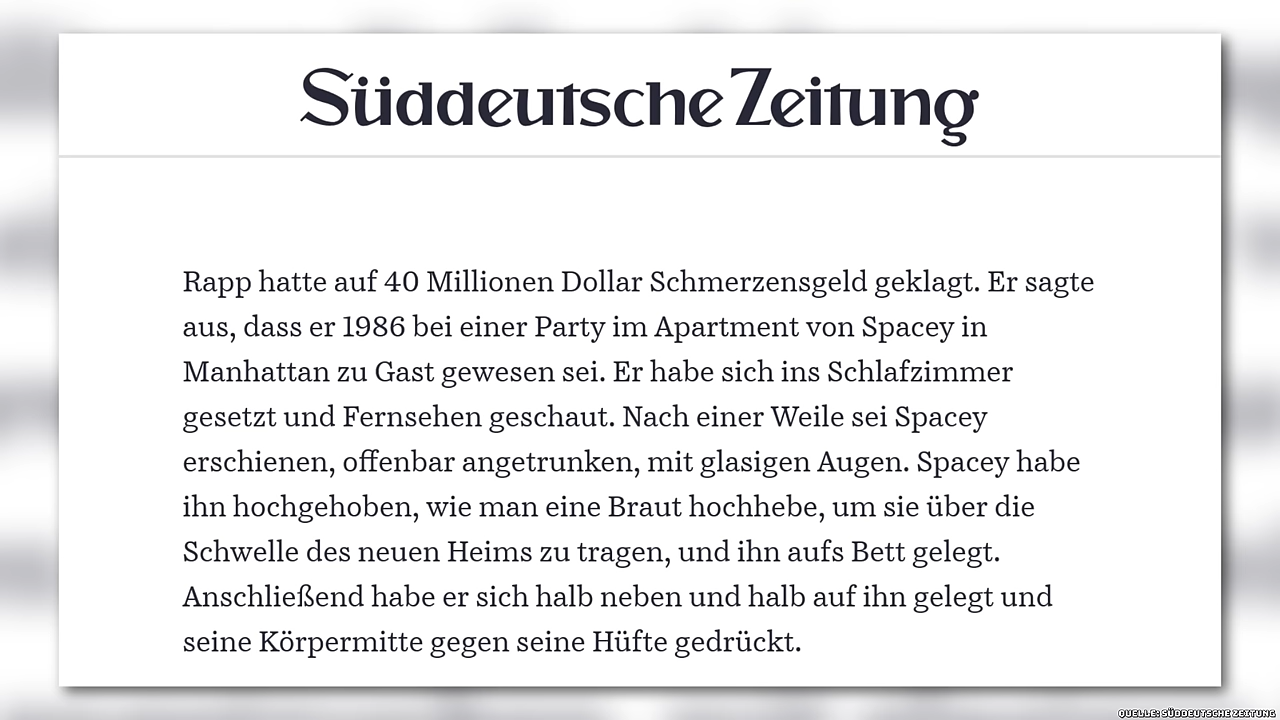 Süddeutsche Zeitung
Rapp hatte auf 40 Millionen Dollar Schmerzensgeld geklagt. Er sagte
aus, dass er 1986 bei einer Party im Apartment von Spacey in
Manhattan zu Gast gewesen sei. Er habe sich ins Schlafzimmer
gesetzt und Fernsehen geschaut. Nach einer Weile sei Spacey
erschienen, offenbar angetrunken, mit glasigen Augen. Spacey habe
ihn hochgehoben, wie man eine Braut hochhebe, um sie über die
Schwelle des neuen Heims zu tragen, und ihn aufs Bett gelegt.
Anschließend habe er sich halb neben und halb auf ihn gelegt und
seine Körpermitte gegen seine Hüfte gedrückt.
QUELLE: SÜDDEUTSCHE ZEITUNG